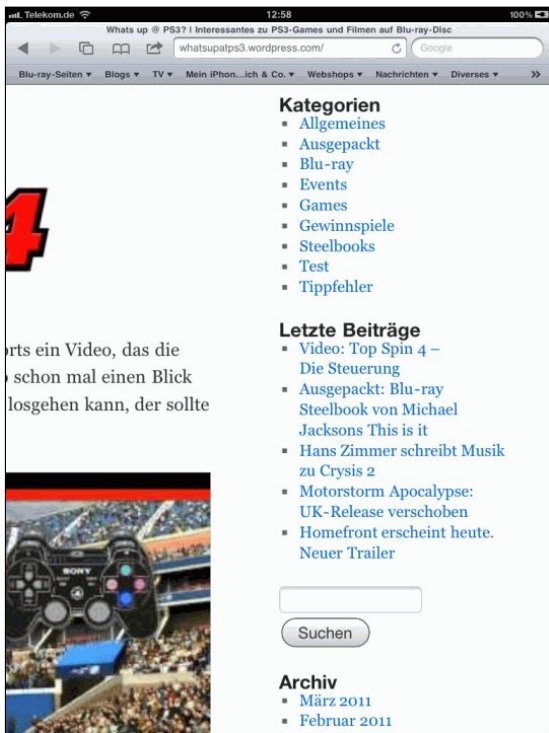 Telekom.de
12:58
100%
Whats up @ PS3? | Interessantes zu PS3-Games und Filmen auf Blu-ray-Disc
whatsupatps3.wordpress.com/
Google
Blu-ray-Seiten ▾ Blogs ▾ TV ▾ Mein iPhon...ich & Co. ▾ Webshops ▾ Nachrichten ▾ Diverses ▾ »
4
orts ein Video, das die
schon mal einen Blick
losgehen kann, der sollte
SONY
Kategorien
Allgemeines
Ausgepackt
Blu-ray
Events
Games
Gewinnspiele
Steelbooks
Test
Tippfehler
Letzte Beiträge
Video: Top Spin 4 –
Die Steuerung
Ausgepackt: Blu-ray
Steelbook von Michael
Jacksons This is it
Hans Zimmer schreibt Musik
zu Crysis 2
Motorstorm Apocalypse:
UK-Release verschoben
Homefront erscheint heute.
Neuer Trailer
Suchen
Archiv
März 2011
Februar 2011